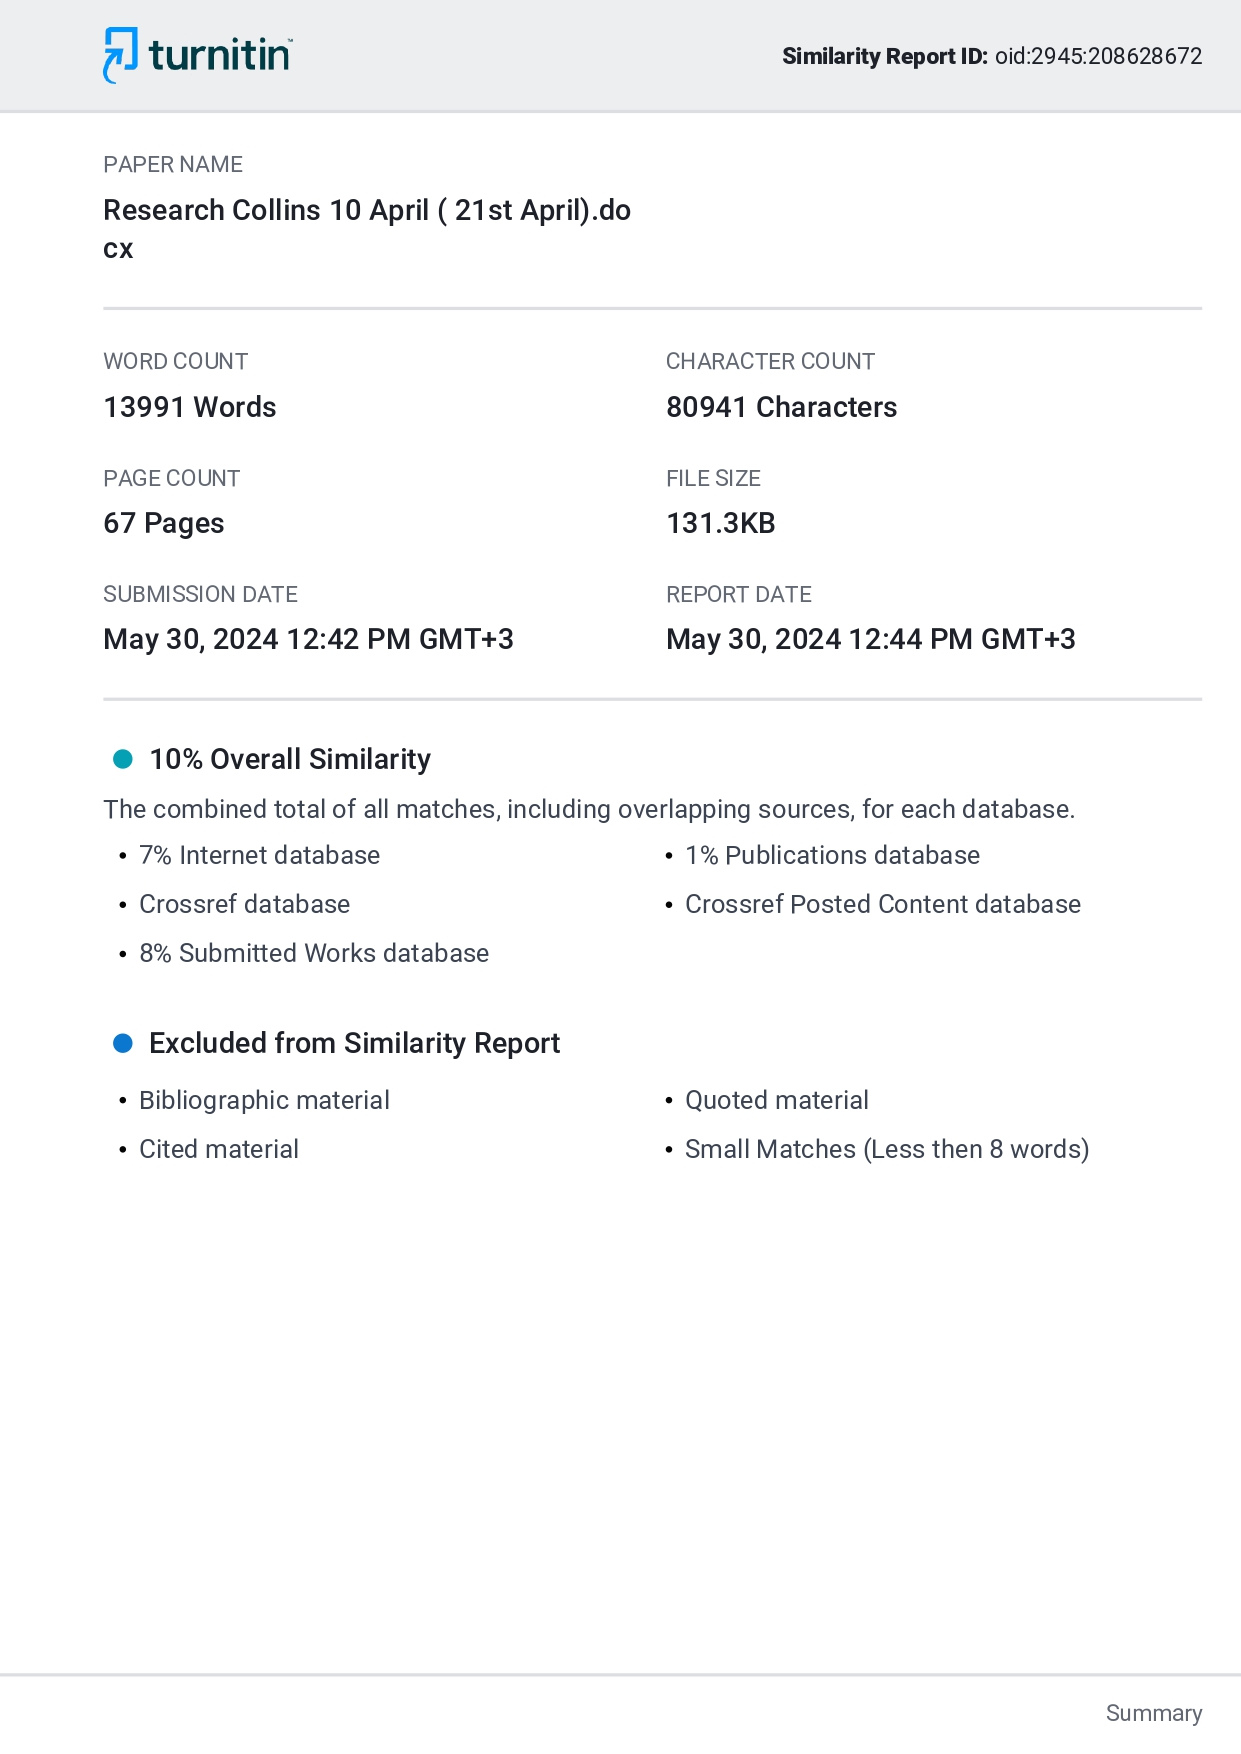 turnitin™
Similarity Report ID: oid:2945:208628672
PAPER NAME
Research Collins 10 April ( 21st April).do
cx
WORD COUNT
CHARACTER COUNT
13991 Words
80941 Characters
PAGE COUNT
FILE SIZE
67 Pages
131.3KB
SUBMISSION DATE
REPORT DATE
May 30, 2024 12:42 PM GMT+3
May 30, 2024 12:44 PM GMT+3
10% Overall Similarity
The combined total of all matches, including overlapping sources, for each database.
• 7% Internet database
• 1% Publications database
• Crossref database
• Crossref Posted Content database
• 8% Submitted Works database
Excluded from Similarity Report
• Bibliographic material
• Quoted material
• Cited material
• Small Matches (Less then 8 words)
Summary